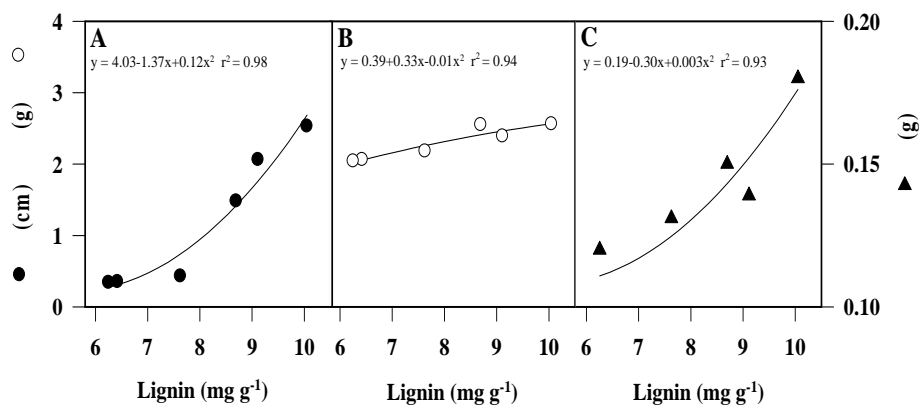 A
y = 4.03-1.37x+0.12x² r² = 0.98
B
y = 0.39+0.33x-0.01x² r² = 0.94
C
y = 0.19-0.30x+0.003x² r² = 0.93
4
3
2
1
0
(g)
(cm)
0.20
0.15
0.10
(g)
6 7 8 9 10
6 7 8 9 10
6 7 8 9 10
Lignin (mg g⁻¹)
Lignin (mg g⁻¹)
Lignin (mg g⁻¹)